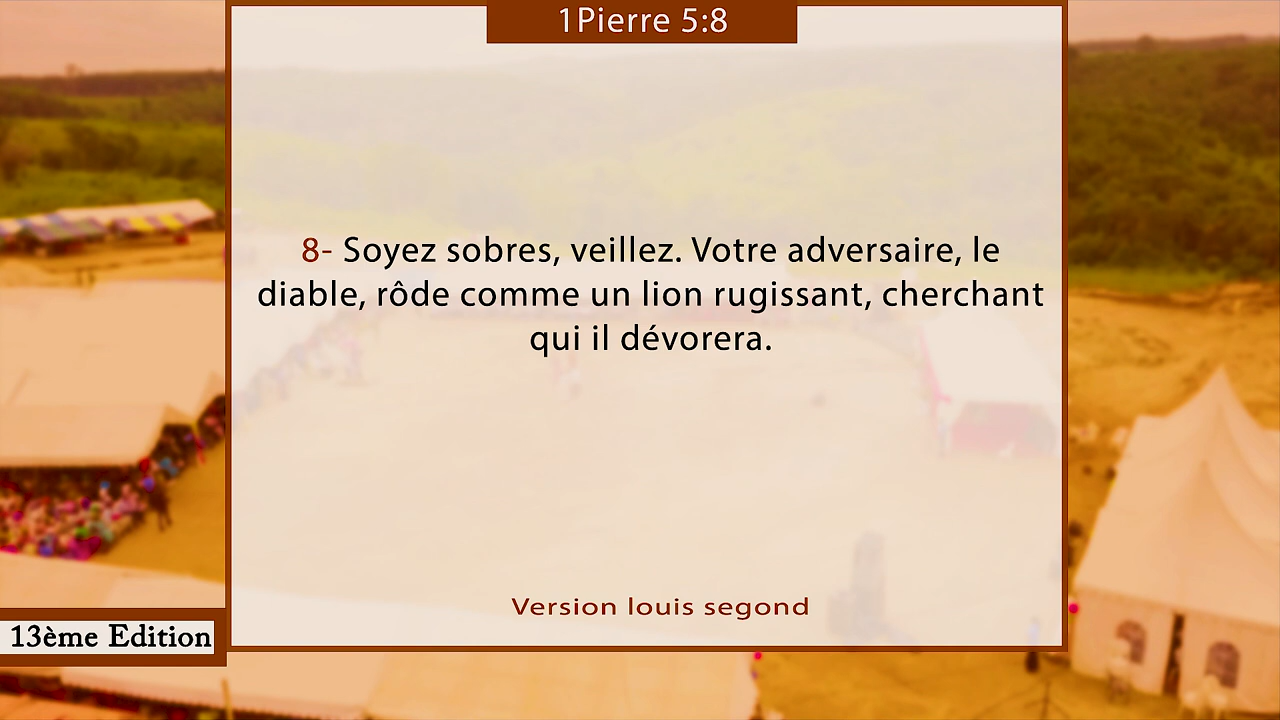 1Pierre 5:8
8- Soyez sobres, veillez. Votre adversaire, le
diable, rôde comme un lion rugissant, cherchant
qui il dévorera.
Version louis segond
13ème Edition